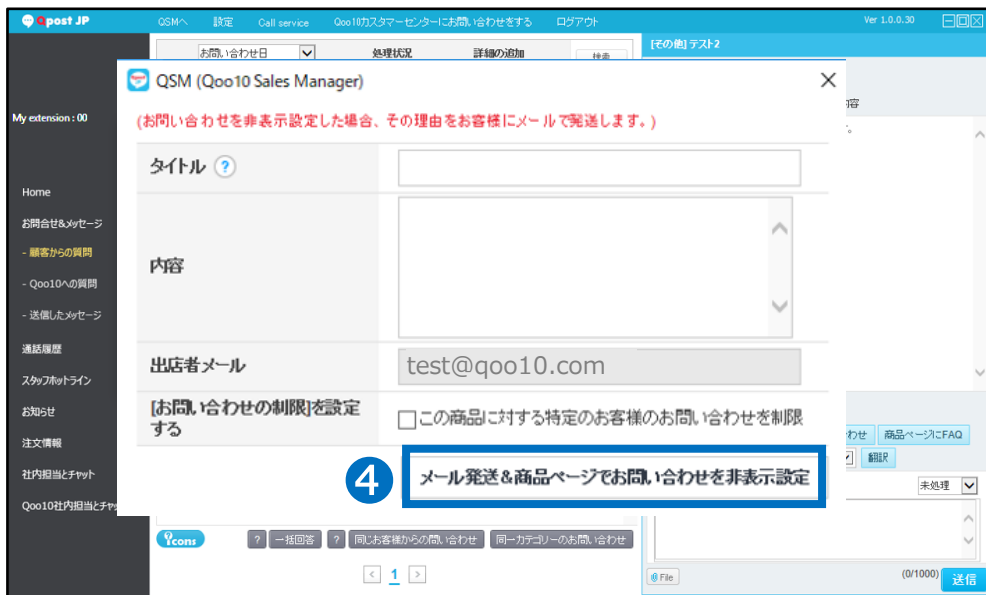 Qpost JP
QSMへ 設定 Call service Qoo10カスタマーセンターにお問い合わせをする ログアウト
Ver 1.0.0.30
お問い合わせ日 処理状況 詳細の追加 検索
[その他] テスト2
My extension : 00
Home
お問合せ&メッセージ
- 顧客からの質問
- Qoo10への質問
- 送信したメッセージ
通話履歴
スタッフホットライン
お知らせ
注文情報
社内担当とチャット
Qoo10社内担当とチャ
QSM (Qoo10 Sales Manager)
(お問い合わせを非表示設定した場合、その理由をお客様にメールで発送します。)
タイトル ?
内容
出店者メール
test@qoo10.com
[お問い合わせの制限]を設定
する
この商品に対する特定のお客様のお問い合わせを制限
4
メール発送&商品ページでお問い合わせを非表示設定
容
。
わせ 商品ページにFAQ
翻訳
未処理
Qcons ? 一括回答 ? 同じお客様からの問い合わせ 同一カテゴリーのお問い合わせ
< 1 >
File
(0/1000) 送信